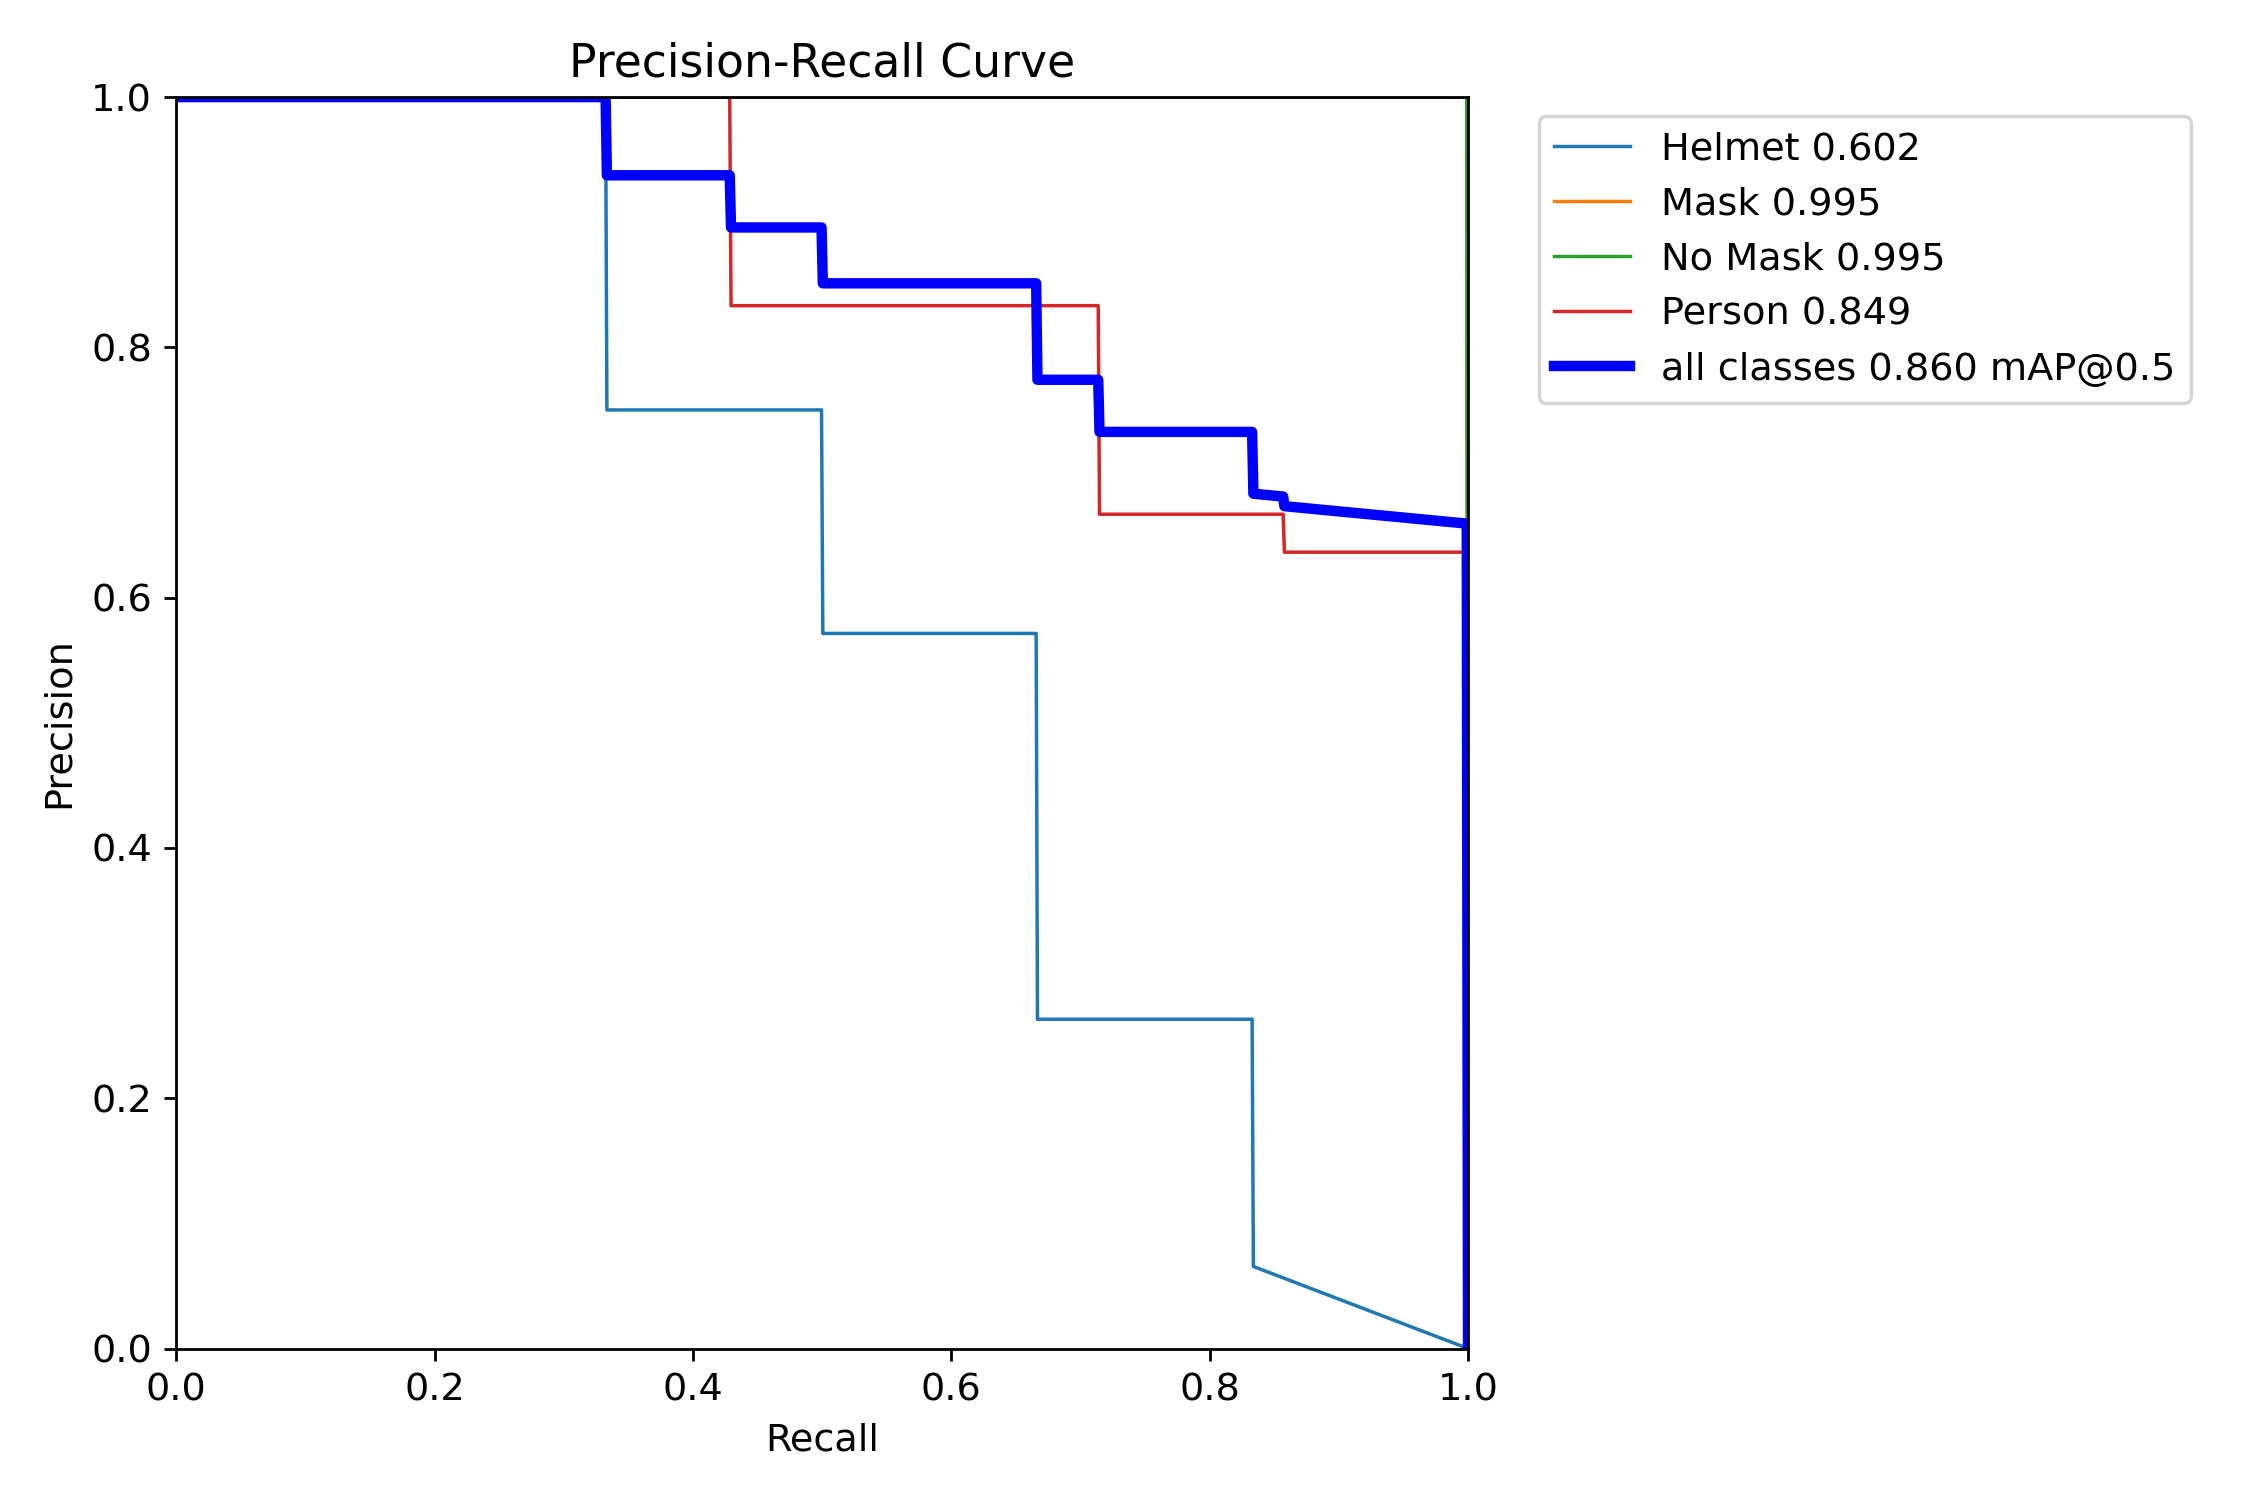 Precision-Recall Curve
1.0
0.8
0.6
0.4
0.2
0.0
Precision
0.0 0.2 0.4 0.6 0.8 1.0
Recall
Helmet 0.602
Mask 0.995
No Mask 0.995
Person 0.849
all classes 0.860 mAP@0.5